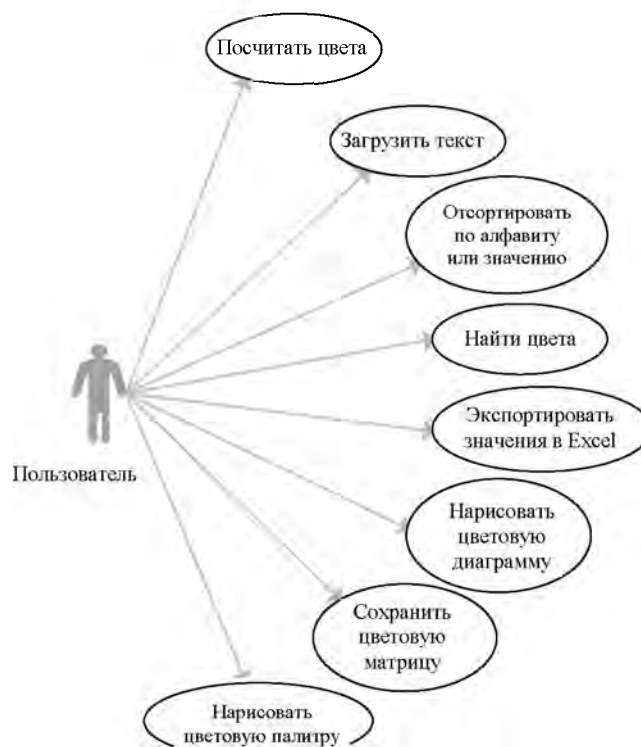 Посчитать цвета
Загрузить текст
Отсортировать
по алфавиту
или значению
Найти цвета
Экспортировать
значения в Excel
Пользователь
Нарисовать
цветовую
диаграмму
Сохранить
цветовую
матрицу
Нарисовать
цветовую палитру